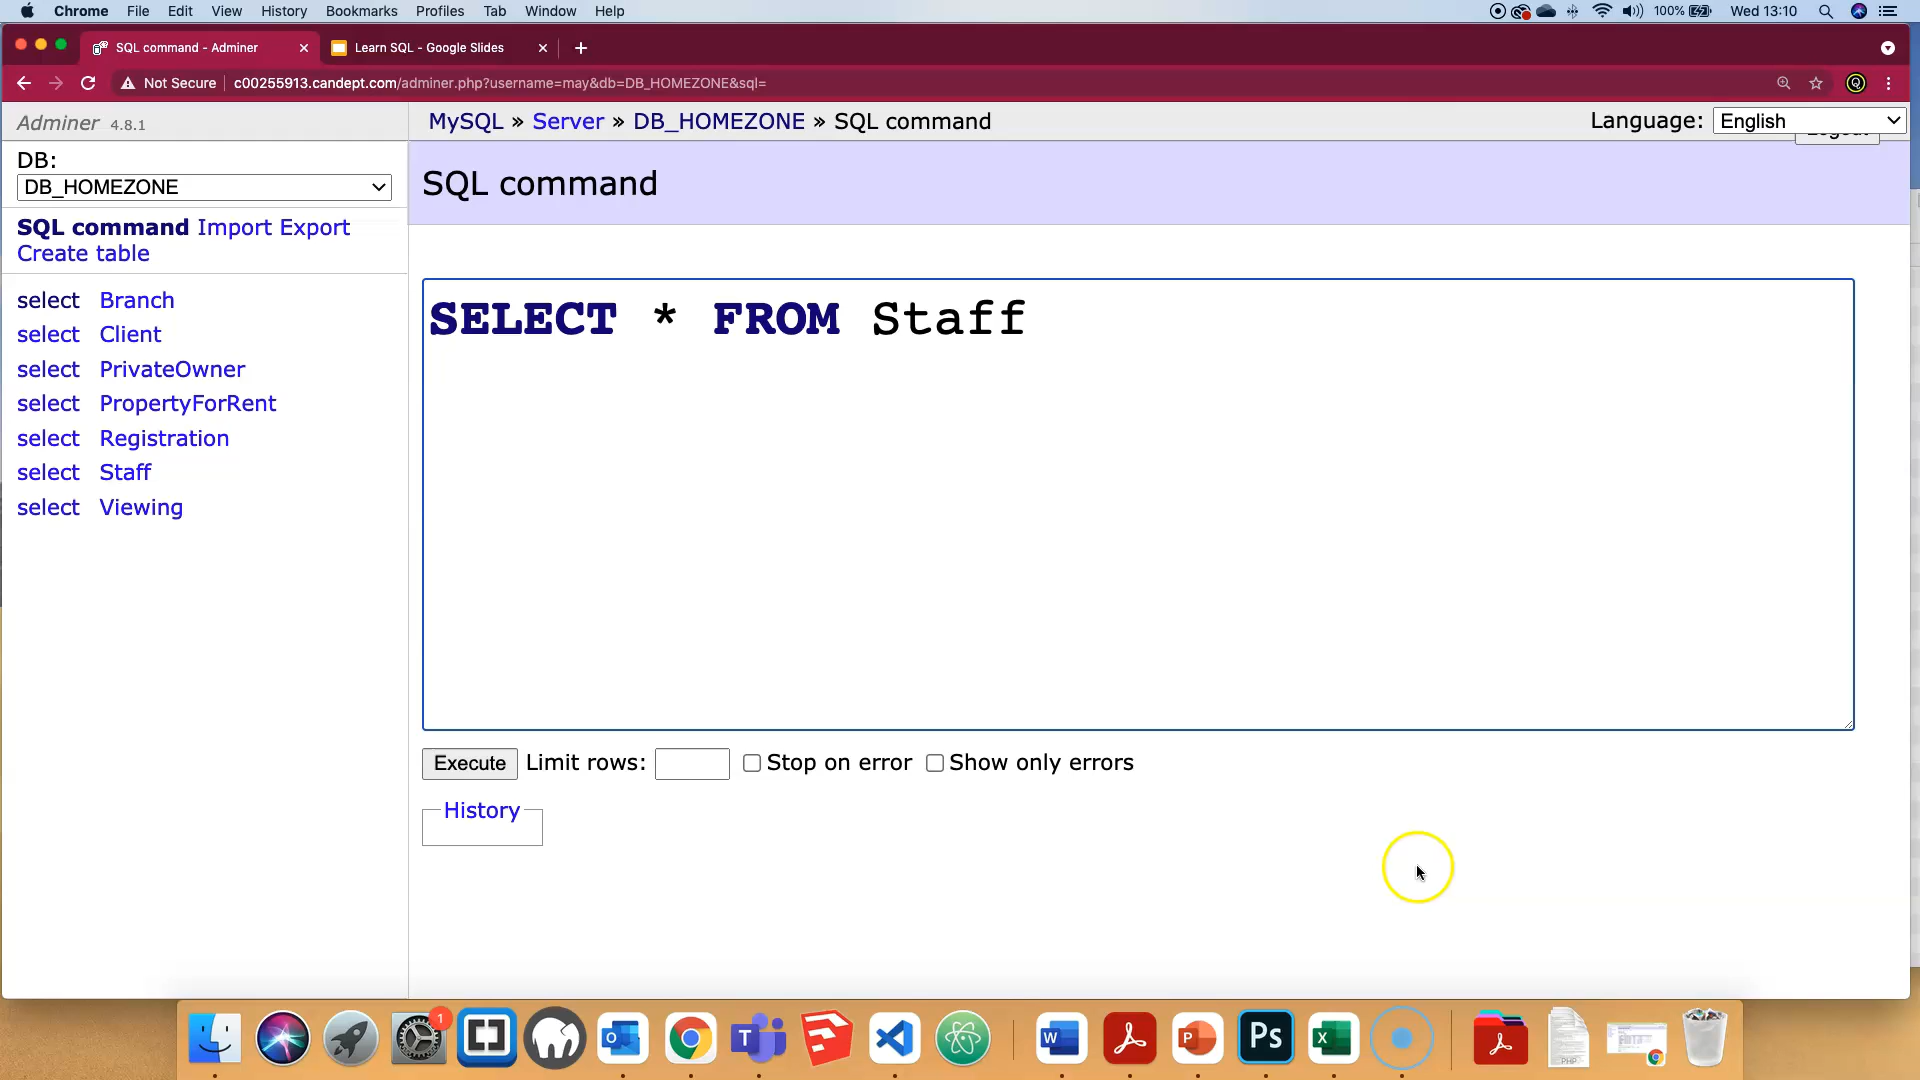 Chrome File Edit View History Bookmarks Profiles Tab Window Help 100% Wed 13:10
SQL command - Adminer
Learn SQL - Google Slides
Not Secure c00255913.candept.com/adminer.php?username=may&db=DB_HOMEZONE&sql=
Adminer 4.8.1
MySQL » Server » DB_HOMEZONE » SQL command
Language: English
Logout
DB:
DB_HOMEZONE
SQL command Import Export
Create table
select Branch
select Client
select PrivateOwner
select PropertyForRent
select Registration
select Staff
select Viewing
SQL command
SELECT * FROM Staff
Execute Limit rows: Stop on error Show only errors
History
1
O
T
W
P
Ps
X
PHP